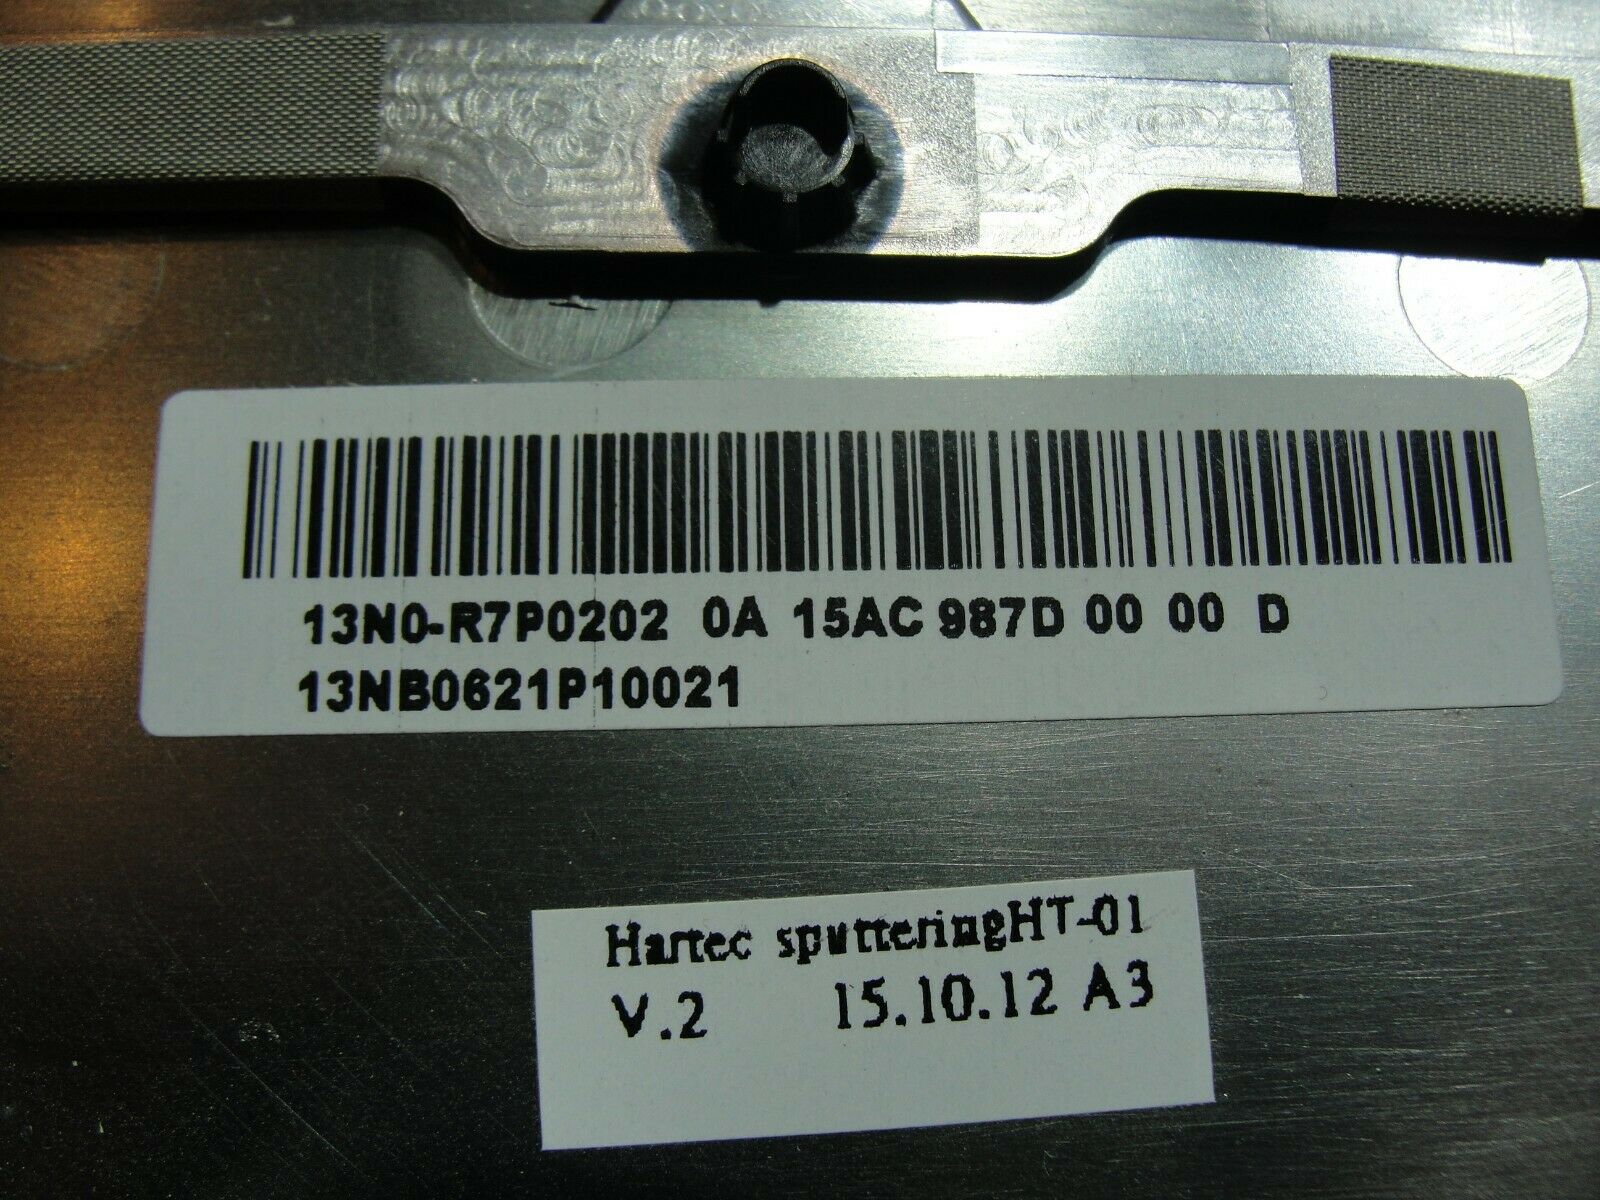 13N0-R7P0202 0A 15AC 987D 00 00 D
13NB0621P10021
Hartec sputteringHT-01
V.2 15.10.12 A3